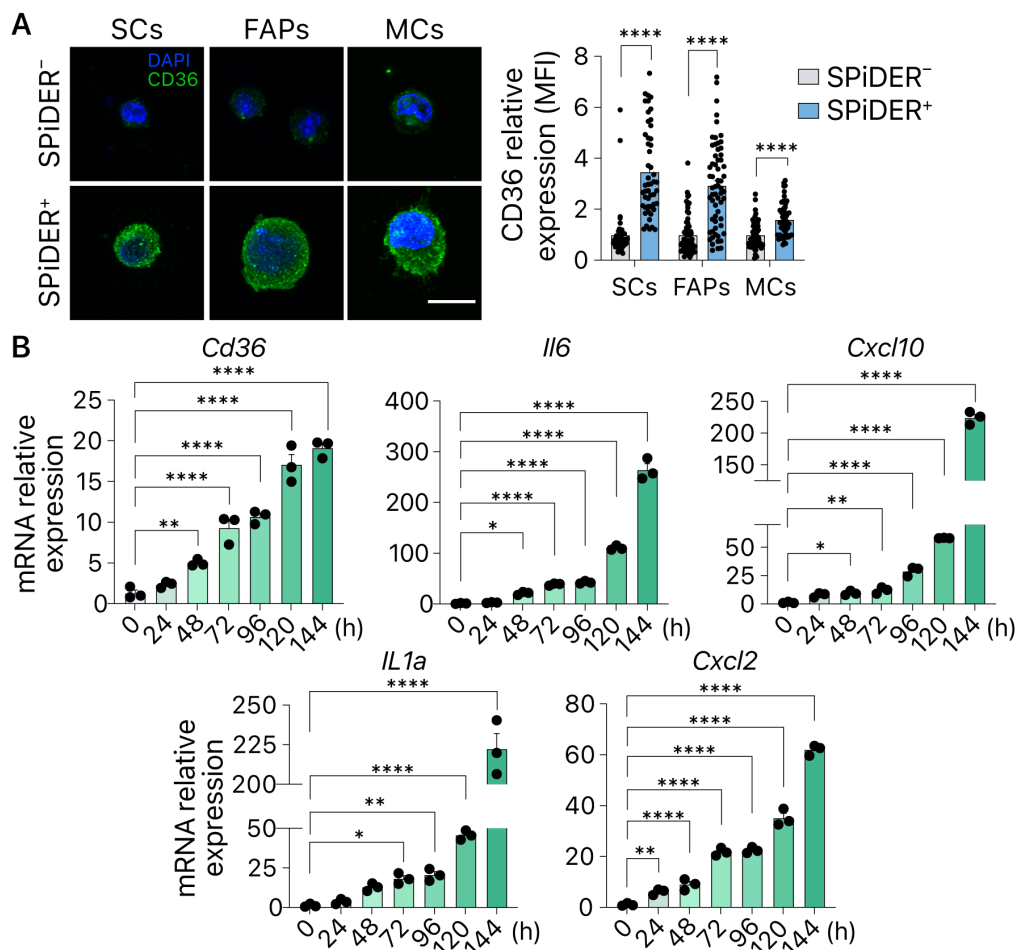 A
SCs FAPs MCs
DAPI
CD36
SPiDER⁻
SPiDER⁺
CD36 relative
expression (MFI)
8
6
4
2
0
**** **** ****
SCs FAPs MCs
SPiDER⁻
SPiDER⁺
B
Cd36
mRNA relative
expression
25
20
15
10
5
0
****
****
****
****
**
0 24 48 72 96 120 144 (h)
Il6
400
300
200
100
0
****
****
****
****
*
0 24 48 72 96 120 144 (h)
Cxcl10
250
200
150
50
25
0
****
****
****
**
*
0 24 48 72 96 120 144 (h)
IL1a
mRNA relative
expression
250
225
200
50
25
0
****
****
**
*
0 24 48 72 96 120 144 (h)
Cxcl2
80
60
40
20
0
****
****
****
****
****
**
0 24 48 72 96 120 144 (h)